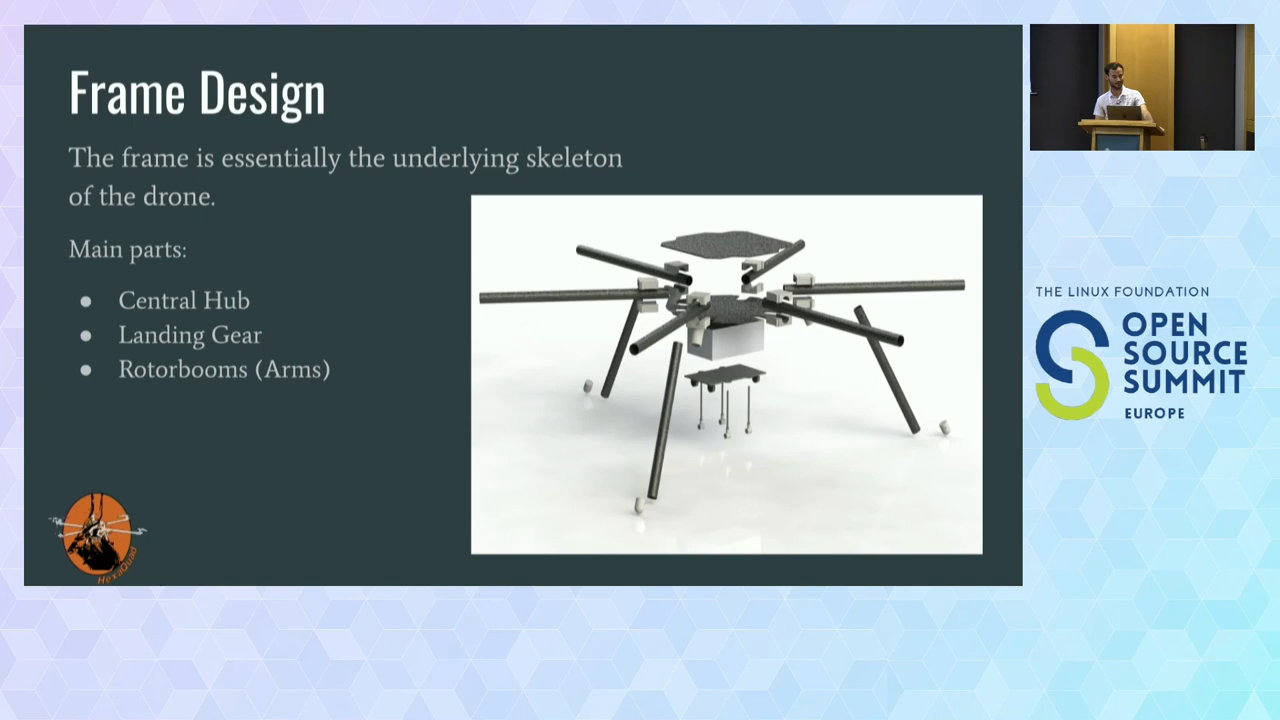 Frame Design
The frame is essentially the underlying skeleton
of the drone.
Main parts:
● Central Hub
● Landing Gear
● Rotorbooms (Arms)
HexaQuad
THE LINUX FOUNDATION
OPEN
SOURCE
SUMMIT
EUROPE